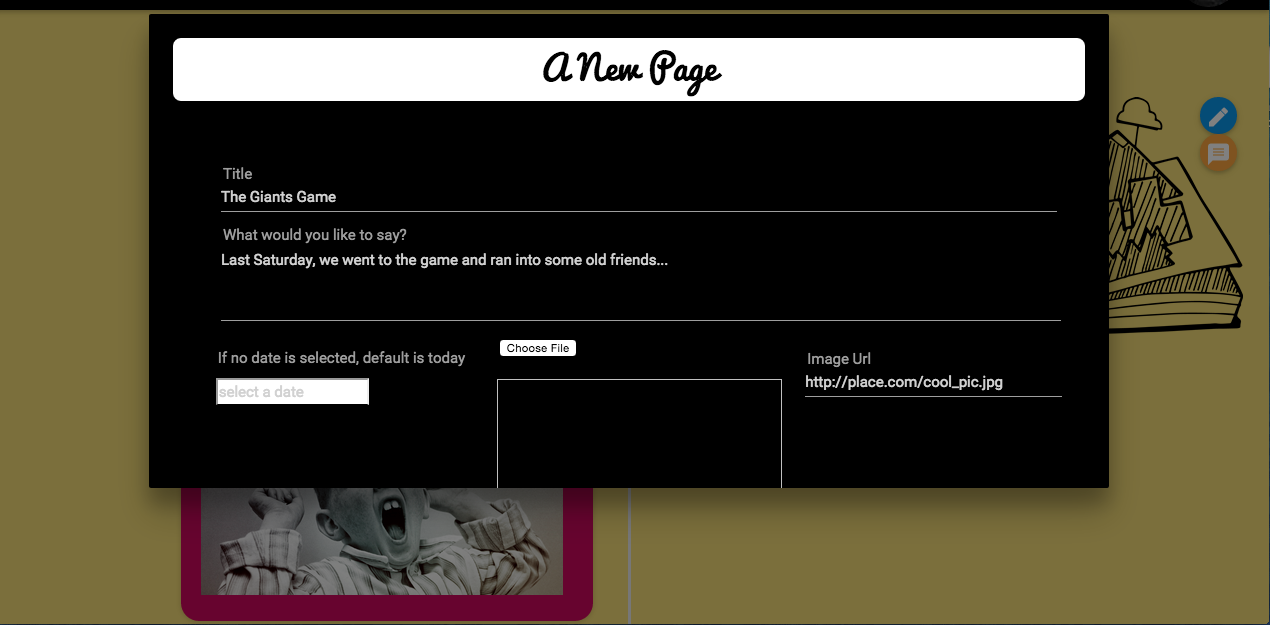 A New Page
Title
The Giants Game
What would you like to say?
Last Saturday, we went to the game and ran into some old friends...
If no date is selected, default is today
select a date
Choose File
Image Url
http://place.com/cool_pic.jpg